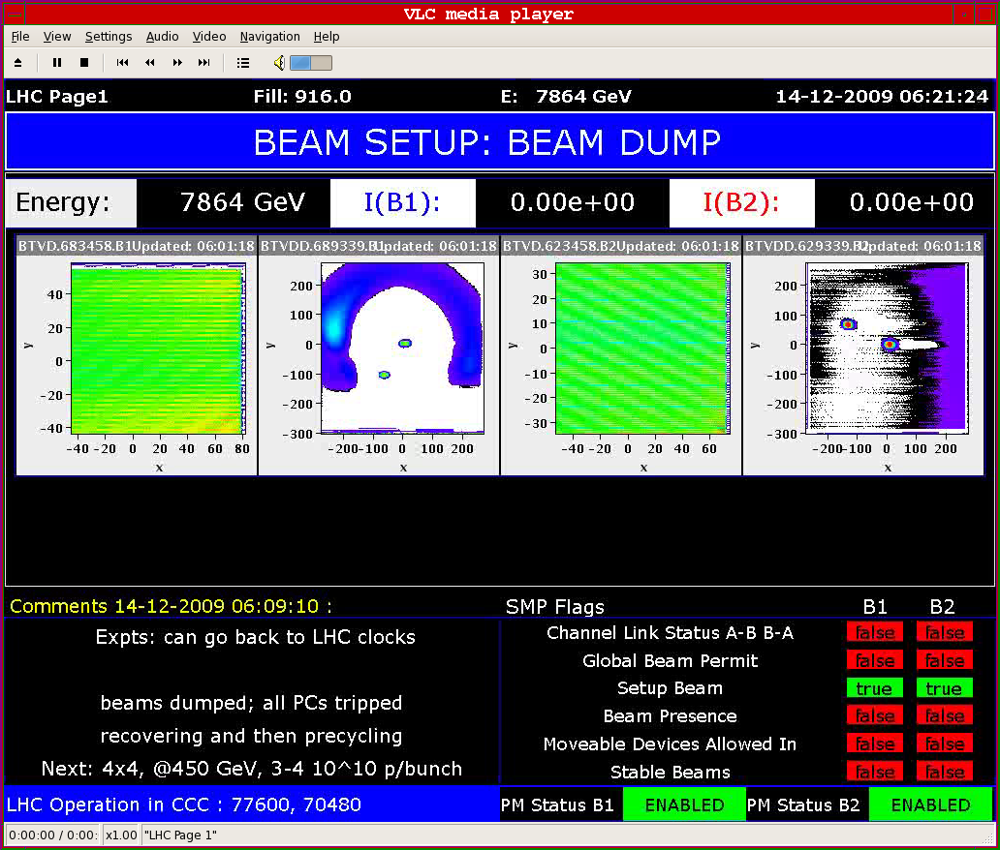 VLC media player
File View Settings Audio Video Navigation Help
LHC Page1 Fill: 916.0 E: 7864 GeV 14-12-2009 06:21:24
BEAM SETUP: BEAM DUMP
Energy: 7864 GeV I(B1): 0.00e+00 I(B2): 0.00e+00
BTVD.683458.B1 Updated: 06:01:18 BTVDD.689339.B1 Updated: 06:01:18 BTVD.623458.B2 Updated: 06:01:18 BTVDD.629339.B2 Updated: 06:01:18
y
40
20
0
-20
-40
-40 -20 0 20 40 60 80
x
y
200
100
0
-100
-200
-300
-200 -100 0 100 200
x
y
30
20
10
0
-10
-20
-30
-40 -20 0 20 40 60
x
y
200
100
0
-100
-200
-300
-200 -100 0 100 200
x
Comments 14-12-2009 06:09:10 :
Expts: can go back to LHC clocks
beams dumped; all PCs tripped
recovering and then precycling
Next: 4x4, @450 GeV, 3-4 10^10 p/bunch
SMP Flags B1 B2
Channel Link Status A-B B-A false false
Global Beam Permit false false
Setup Beam true true
Beam Presence false false
Moveable Devices Allowed In false false
Stable Beams false false
LHC Operation in CCC : 77600, 70480 PM Status B1 ENABLED PM Status B2 ENABLED
0:00:00 / 0:00: x1.00 "LHC Page 1"